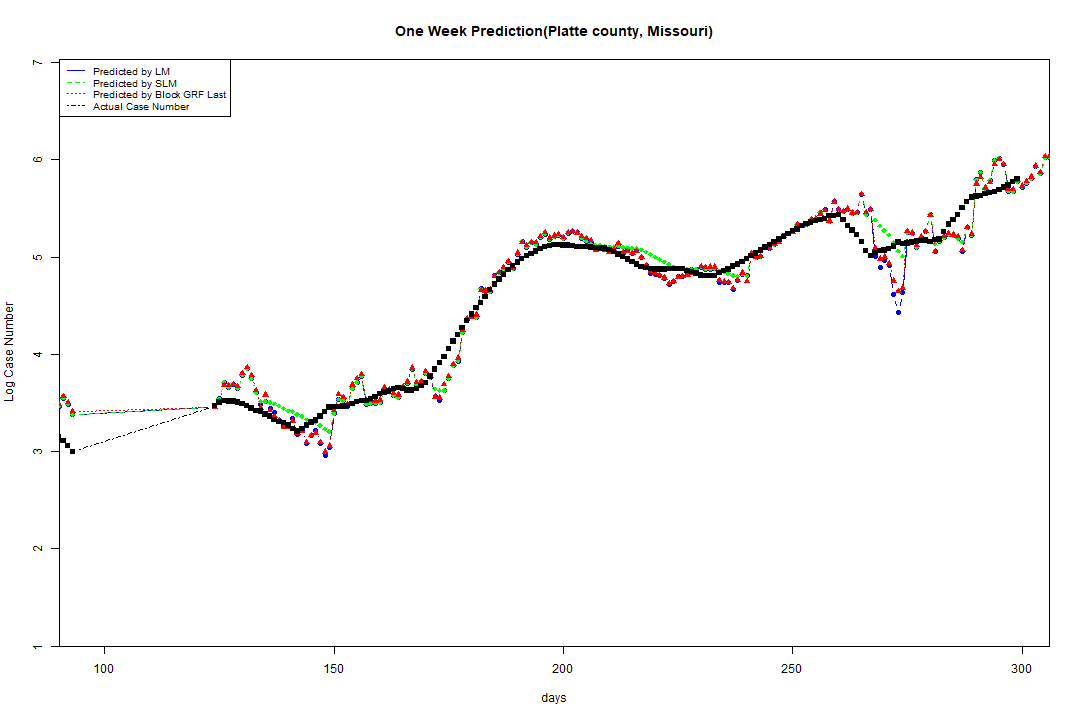 One Week Prediction(Platte county, Missouri)
Predicted by LM
Predicted by SLM
Predicted by Block GRF Last
Actual Case Number
7
6
5
4
3
2
1
Log Case Number
100 150 200 250 300
days